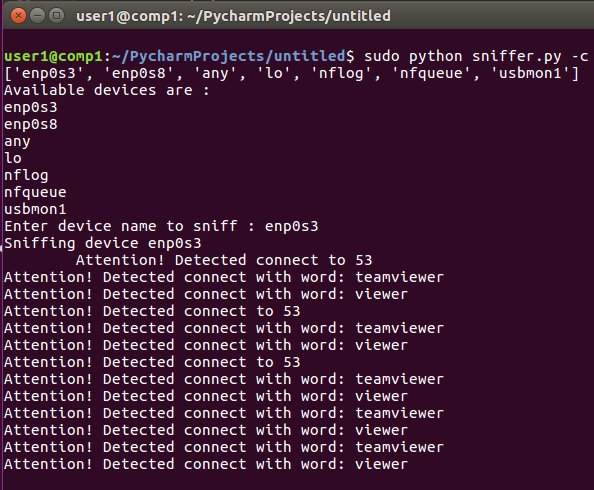 user1@comp1: ~/PycharmProjects/untitled
user1@comp1:~/PycharmProjects/untitled$ sudo python sniffer.py -c
['enp0s3', 'enp0s8', 'any', 'lo', 'nflog', 'nfqueue', 'usbmon1']
Available devices are :
enp0s3
enp0s8
any
lo
nflog
nfqueue
usbmon1
Enter device name to sniff : enp0s3
Sniffing device enp0s3
        Attention! Detected connect to 53
Attention! Detected connect with word: teamviewer
Attention! Detected connect with word: viewer
Attention! Detected connect to 53
Attention! Detected connect with word: teamviewer
Attention! Detected connect with word: viewer
Attention! Detected connect to 53
Attention! Detected connect with word: teamviewer
Attention! Detected connect with word: viewer
Attention! Detected connect with word: teamviewer
Attention! Detected connect with word: viewer
Attention! Detected connect with word: teamviewer
Attention! Detected connect with word: viewer